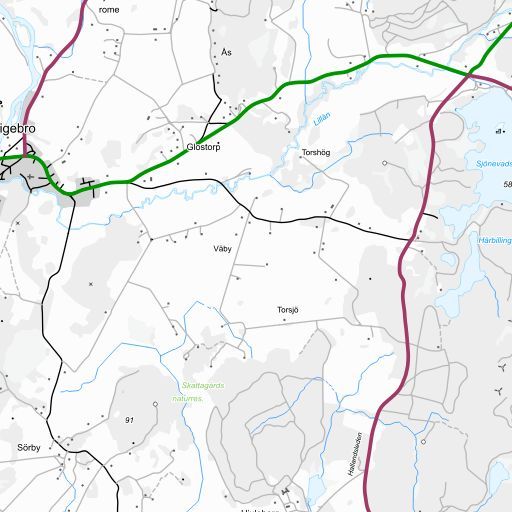 rome
Ås
Lillån
igebro
Glostorp
Torshög
Sjönevads
58
Härbilling
Väby
Torsjö
Skattagårds
naturres.
91
Sörby
Hallandsleden